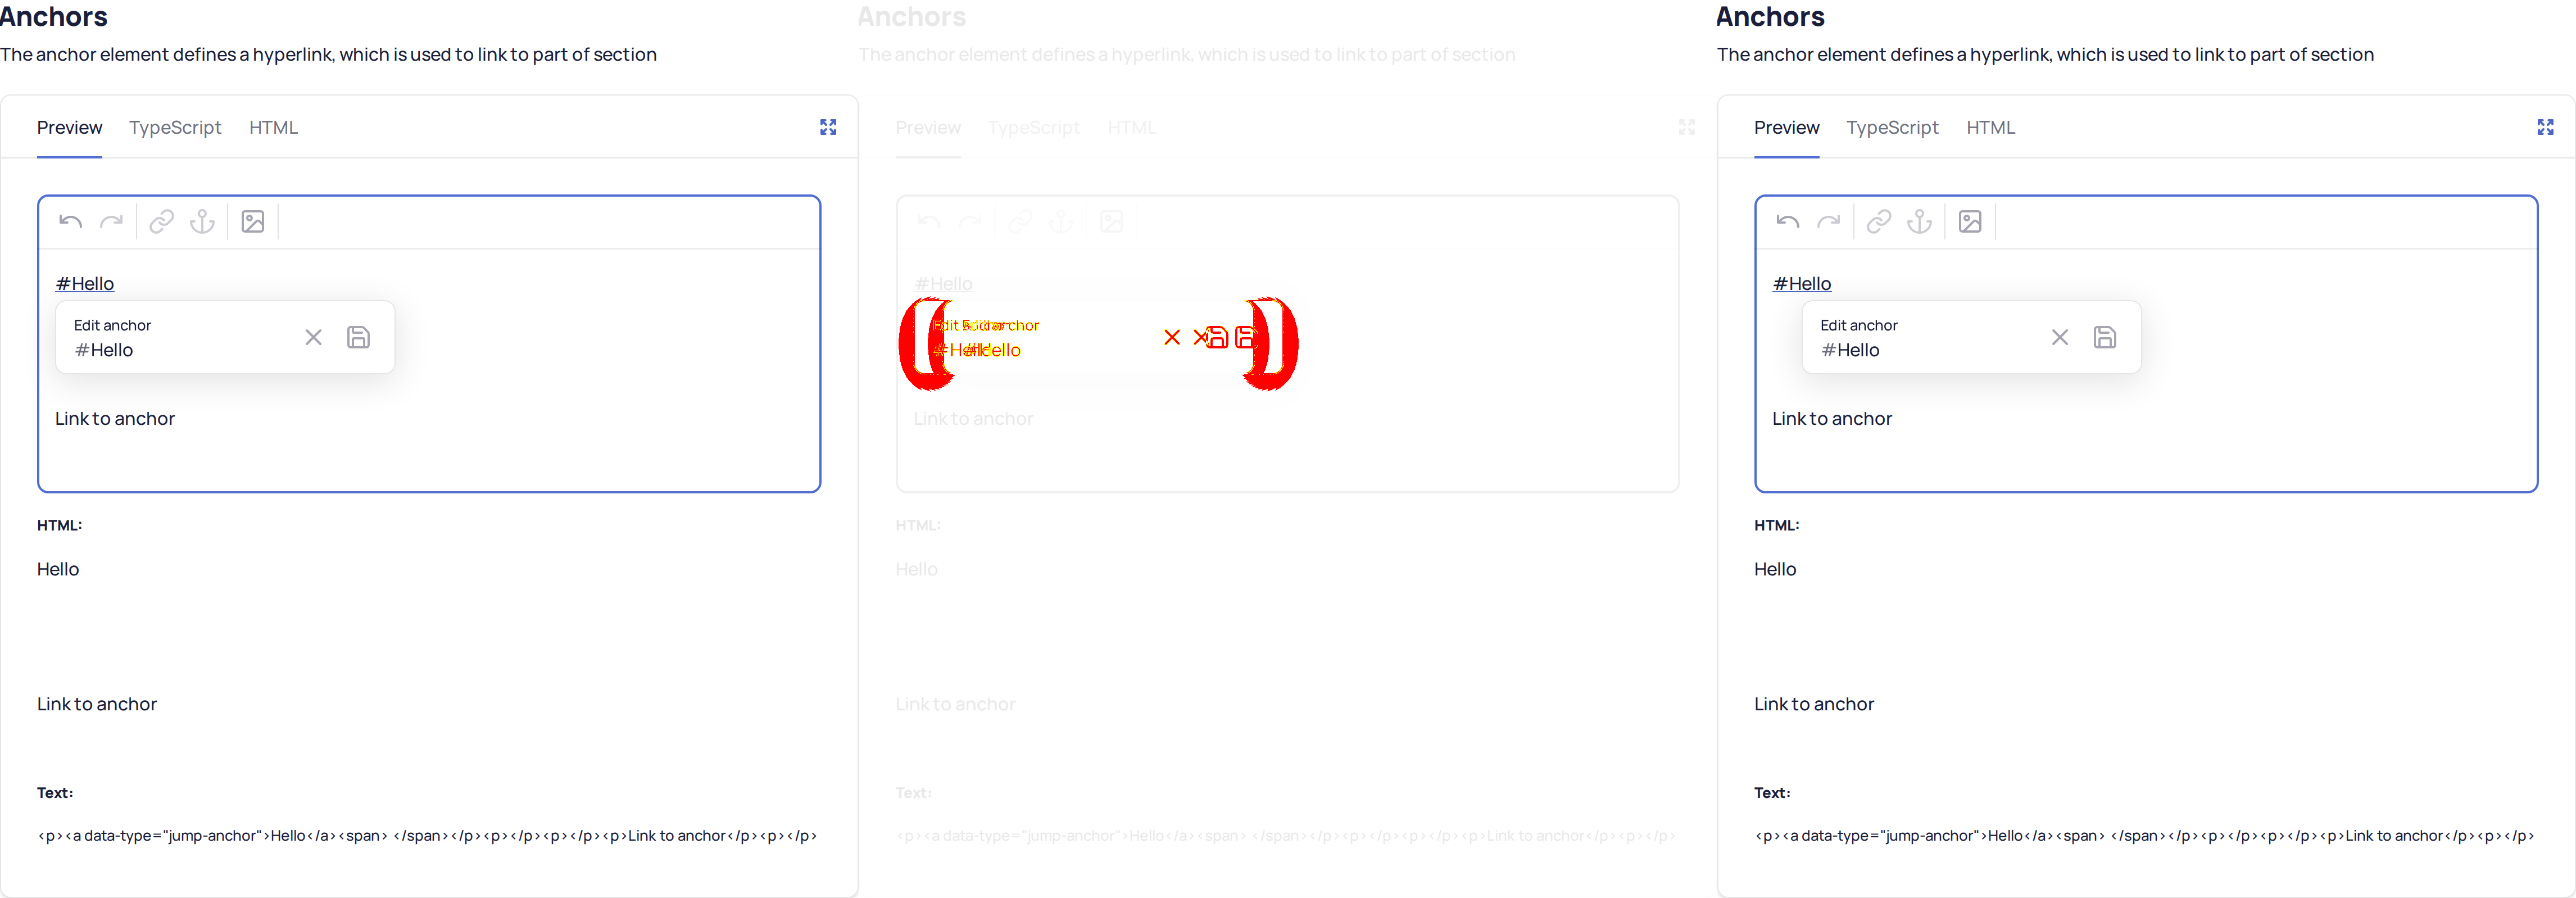 Anchors
The anchor element defines a hyperlink, which is used to link to part of section
Preview TypeScript HTML
#Hello
Edit anchor
#Hello
Link to anchor
HTML:
Hello
Link to anchor
Text:
<p><a data-type="jump-anchor">Hello</a><span> </span></p><p></p><p></p><p>Link to anchor</p><p></p>
Anchors
The anchor element defines a hyperlink, which is used to link to part of section
Preview TypeScript HTML
#Hello
Link to anchor
HTML:
Hello
Link to anchor
Text:
<p><a data-type="jump-anchor">Hello</a><span> </span></p><p></p><p></p><p>Link to anchor</p><p></p>
Anchors
The anchor element defines a hyperlink, which is used to link to part of section
Preview TypeScript HTML
#Hello
Edit anchor
#Hello
Link to anchor
HTML:
Hello
Link to anchor
Text:
<p><a data-type="jump-anchor">Hello</a><span> </span></p><p></p><p></p><p>Link to anchor</p><p></p>